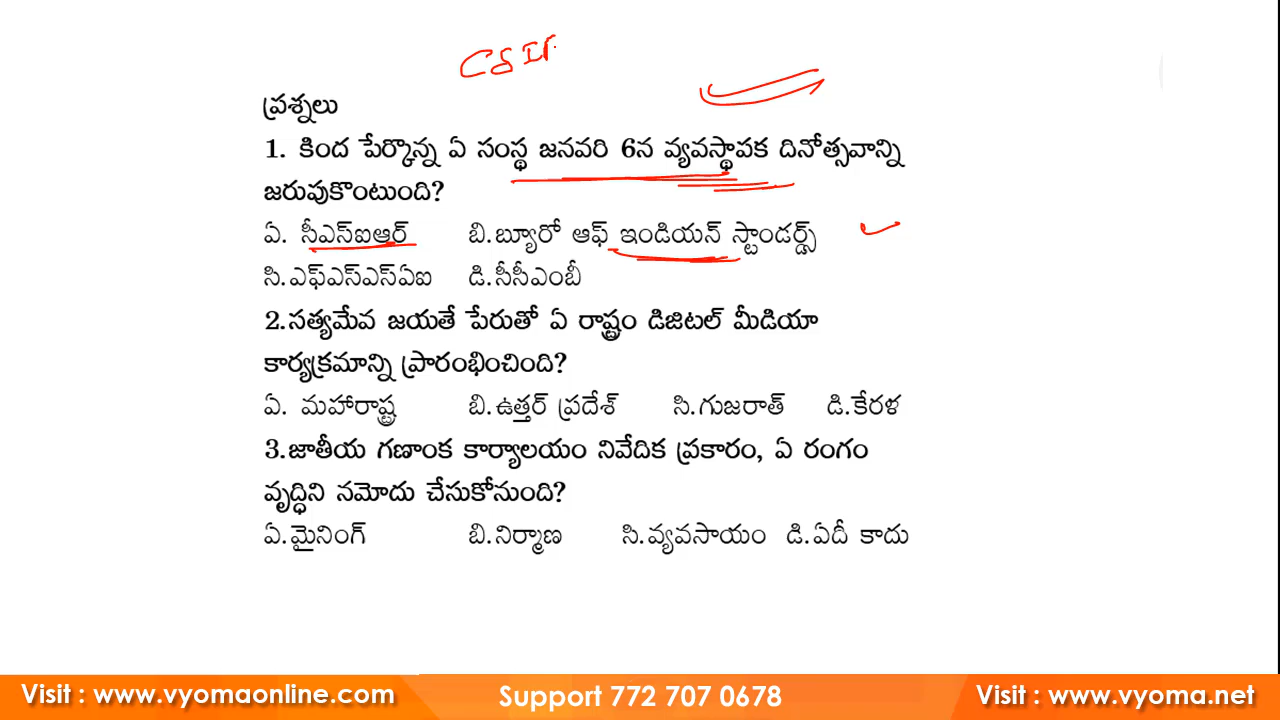 CSIR
ప్రశ్నలు
1. కింద పేర్కొన్న ఏ సంస్థ జనవరి 6న వ్యవస్థాపక దినోత్సవాన్ని
జరుపుకొంటుంది?
ఏ. సీఎస్ఐఆర్ బి.బ్యూరో ఆఫ్ ఇండియన్ స్టాండర్డ్స్
సి.ఎఫ్ఎస్ఎస్ఏఐ డి.సీసీఎంబీ
2.సత్యమేవ జయతే పేరుతో ఏ రాష్ట్రం డిజిటల్ మీడియా
కార్యక్రమాన్ని ప్రారంభించింది?
ఏ. మహారాష్ట్ర బి.ఉత్తర్ ప్రదేశ్ సి.గుజరాత్ డి.కేరళ
3.జాతీయ గణాంక కార్యాలయం నివేదిక ప్రకారం, ఏ రంగం
వృద్ధిని నమోదు చేసుకోనుంది?
ఏ.మైనింగ్ బి.నిర్మాణ సి.వ్యవసాయం డి.ఏదీ కాదు
Visit : www.vyomaonline.com Support 772 707 0678 Visit : www.vyoma.net